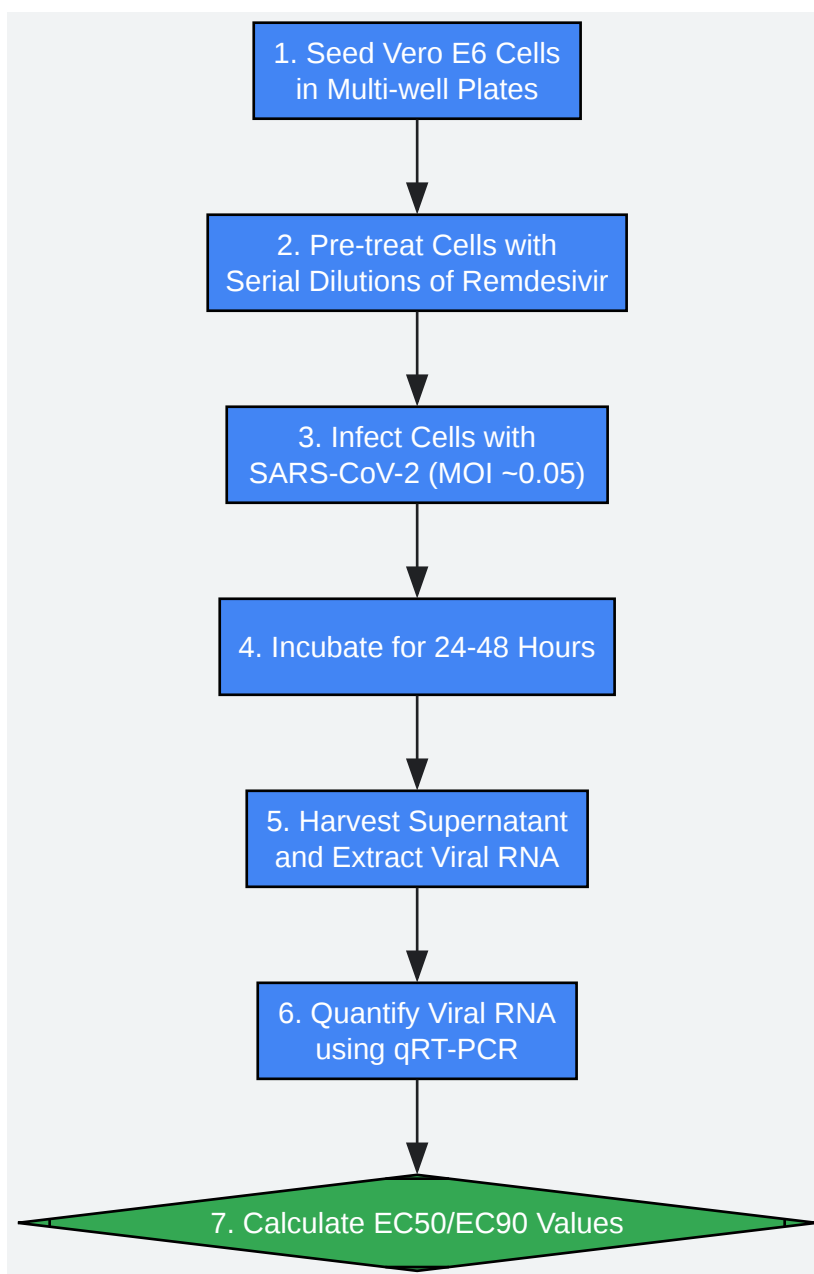 1. Seed Vero E6 Cells
in Multi-well Plates
2. Pre-treat Cells with
Serial Dilutions of Remdesivir
3. Infect Cells with
SARS-CoV-2 (MOI ~0.05)
4. Incubate for 24-48 Hours
5. Harvest Supernatant
and Extract Viral RNA
6. Quantify Viral RNA
using qRT-PCR
7. Calculate EC50/EC90 Values